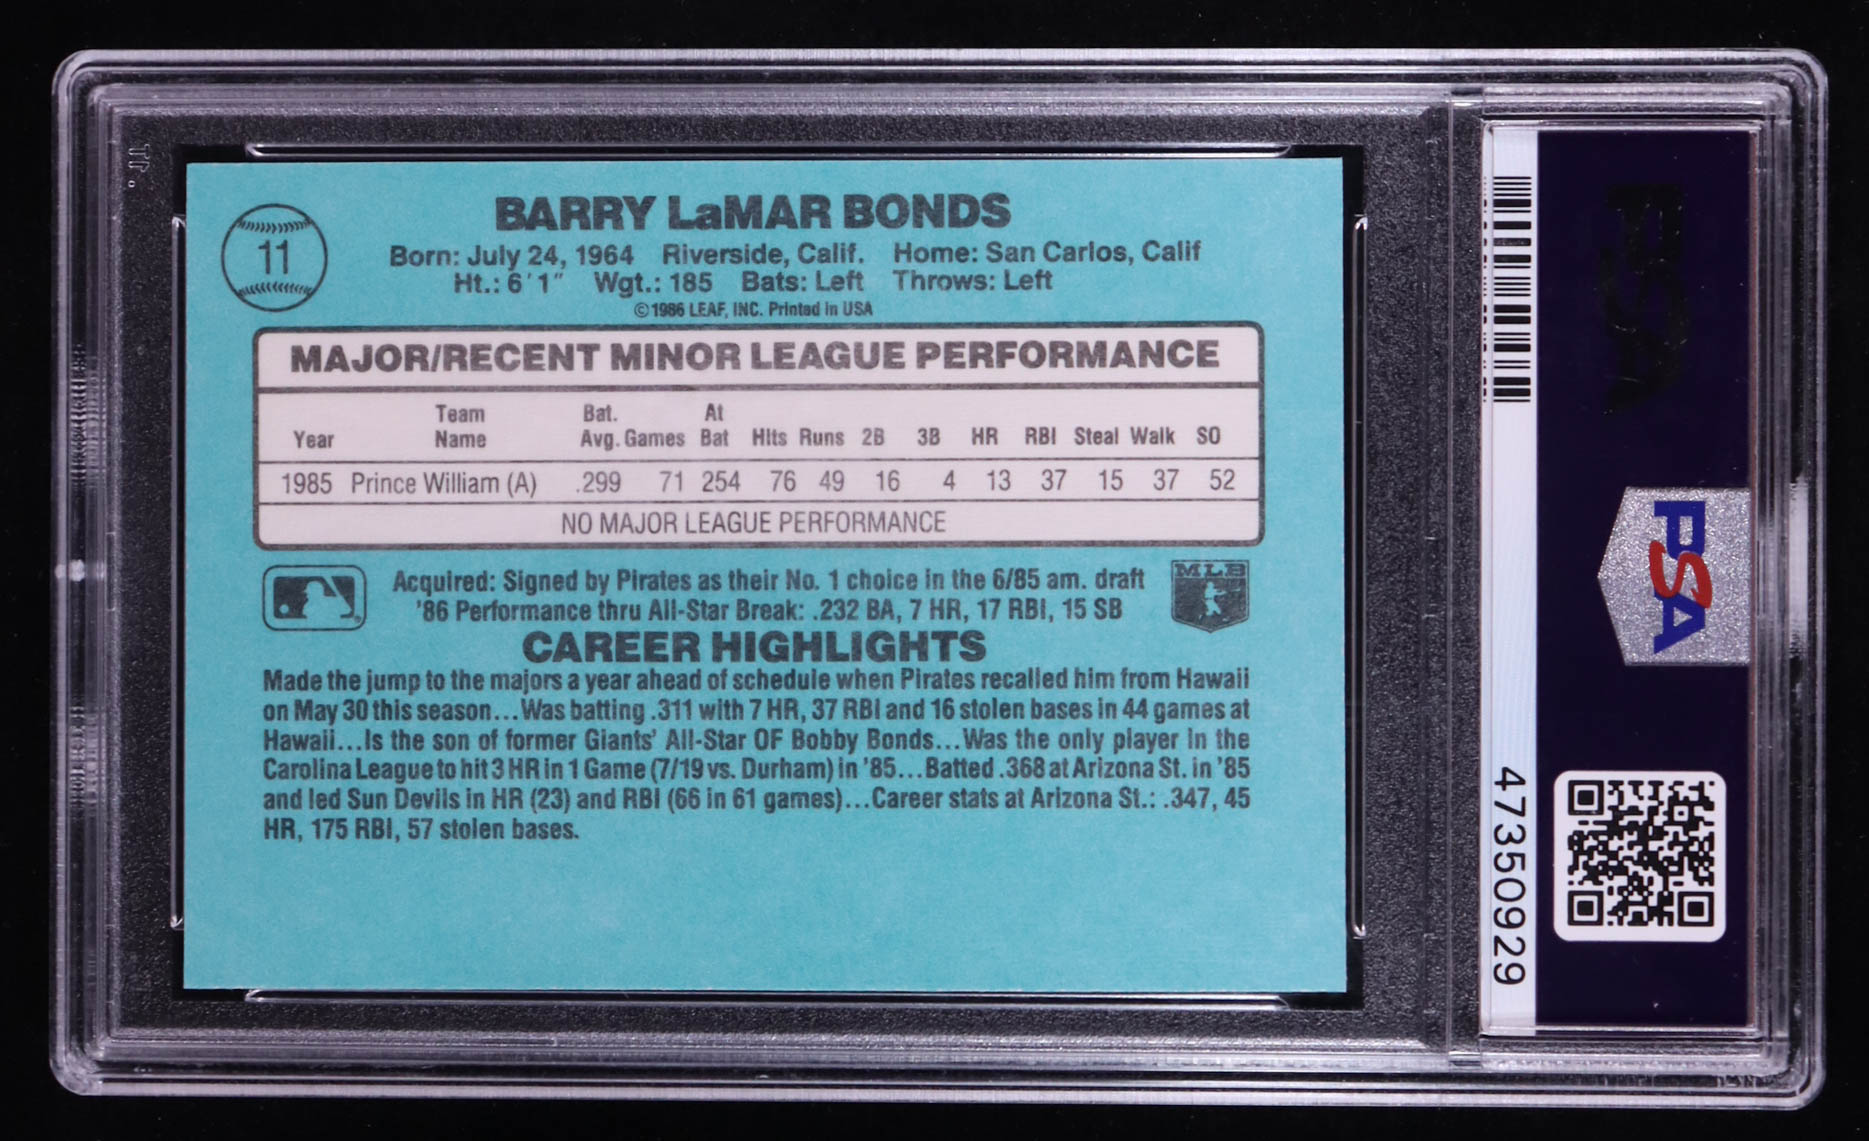 11
BARRY LaMAR BONDS
Born: July 24, 1964 Riverside, Calif. Home: San Carlos, Calif
Ht.: 6'1" Wgt.: 185 Bats: Left Throws: Left
©1986 LEAF, INC. Printed in USA
MAJOR/RECENT MINOR LEAGUE PERFORMANCE
Team Bat. At
Year Name Avg. Games Bat Hits Runs 2B 3B HR RBI Steal Walk SO
1985 Prince William (A) .299 71 254 76 49 16 4 13 37 15 37 52
NO MAJOR LEAGUE PERFORMANCE
Acquired: Signed by Pirates as their No. 1 choice in the 6/85 am. draft
'86 Performance thru All-Star Break: .232 BA, 7 HR, 17 RBI, 15 SB
MLB
CAREER HIGHLIGHTS
Made the jump to the majors a year ahead of schedule when Pirates recalled him from Hawaii
on May 30 this season...Was batting .311 with 7 HR, 37 RBI and 16 stolen bases in 44 games at
Hawaii...Is the son of former Giants' All-Star OF Bobby Bonds...Was the only player in the
Carolina League to hit 3 HR in 1 Game (7/19 vs. Durham) in '85...Batted .368 at Arizona St. in '85
and led Sun Devils in HR (23) and RBI (66 in 61 games)...Career stats at Arizona St.: .347, 45
HR, 175 RBI, 57 stolen bases.
PSA
PSA
47350929